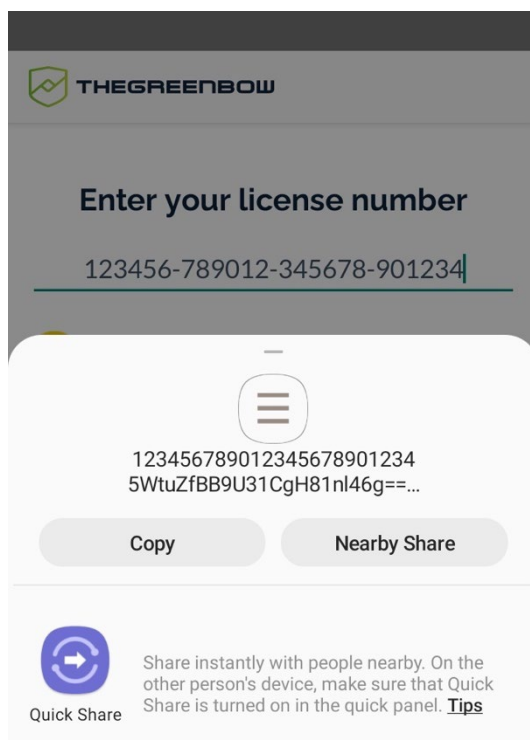 THEGREENBOW
Enter your license number
123456-789012-345678-901234
123456789012345678901234
5WtuZfBB9U31CgH81nl46g==...
Copy
Nearby Share
Share instantly with people nearby. On the
other person's device, make sure that Quick
Share is turned on in the quick panel. Tips
Quick Share